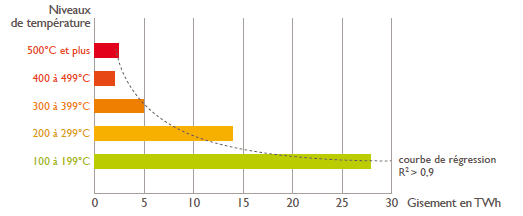 Niveaux
de température
500°C et plus
400 à 499°C
300 à 399°C
200 à 299°C
100 à 199°C
courbe de régression
R² > 0,9
0 5 10 15 20 25 30 Gisement en TWh